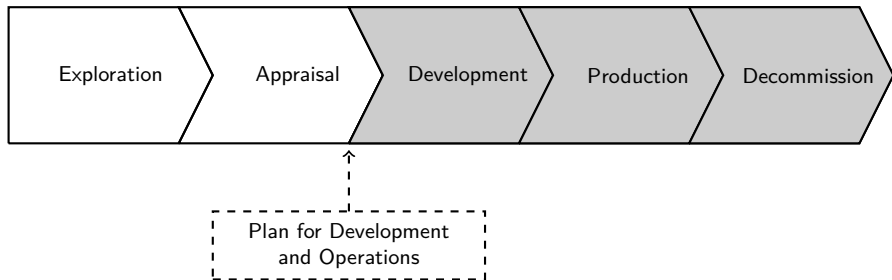 Exploration
Appraisal
Development
Production
Decommission
Plan for Development
and Operations